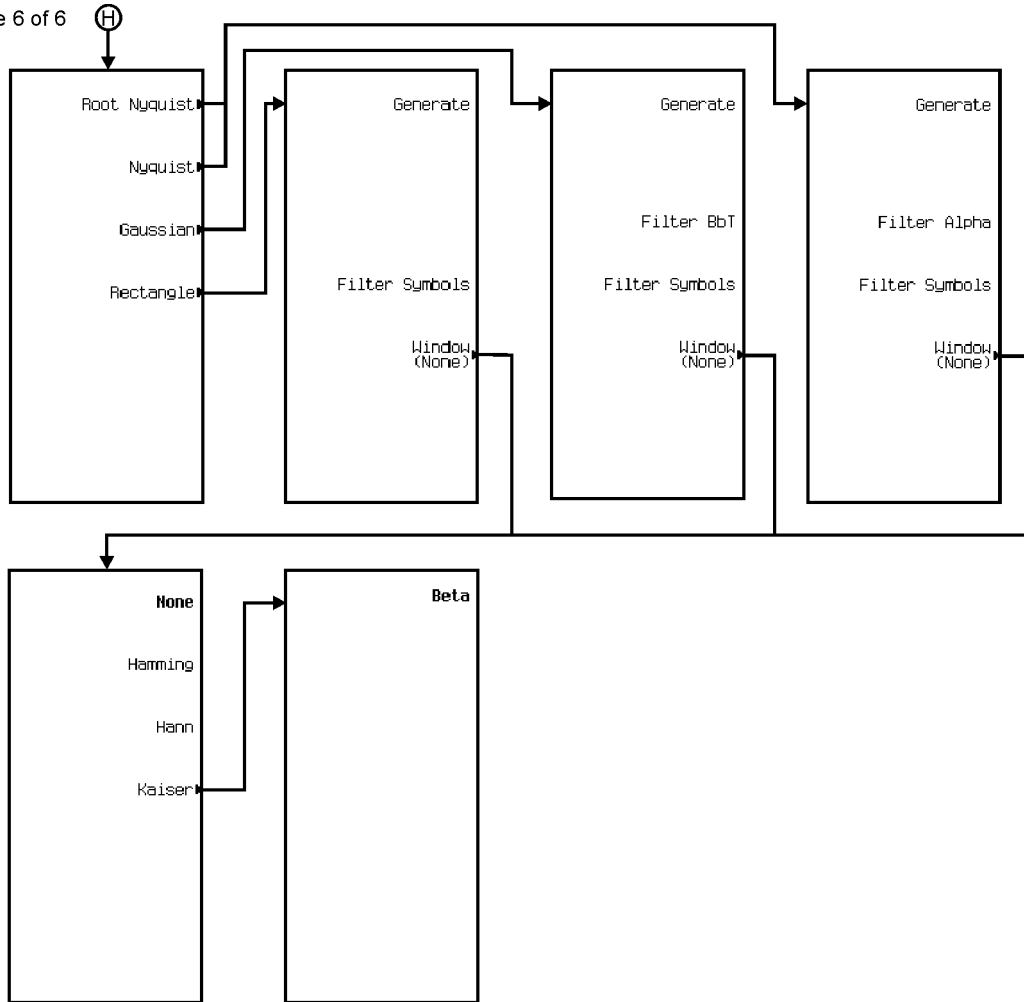 e 6 of 6
H
Root Nyquist
Nyquist
Gaussian
Rectangle
Generate
Filter Symbols
Window
(None)
Generate
Filter BbT
Filter Symbols
Window
(None)
Generate
Filter Alpha
Filter Symbols
Window
(None)
None
Hamming
Hann
Kaiser
Beta